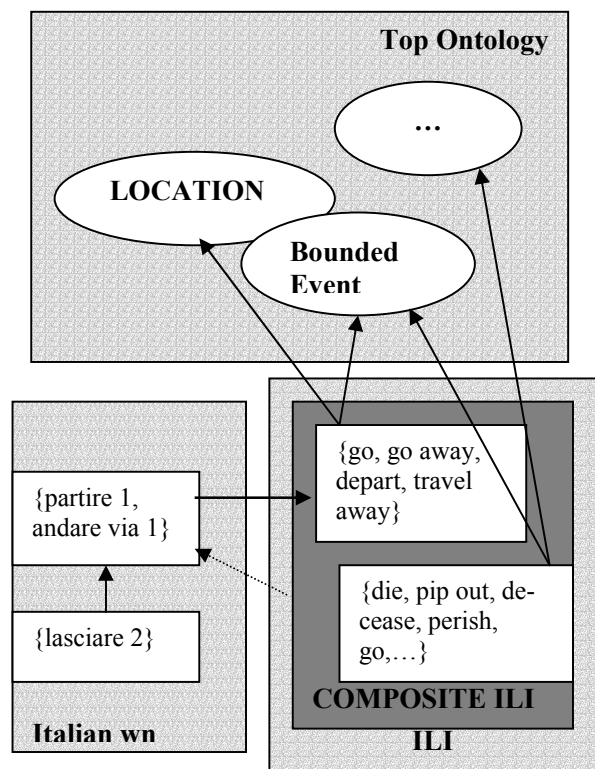 Top Ontology
…
LOCATION
Bounded
Event
{go, go away,
depart, travel
away}
{partire 1,
andare via 1}
{die, pip out, de-
cease, perish,
go,…}
{lasciare 2}
COMPOSITE ILI
Italian wn
ILI